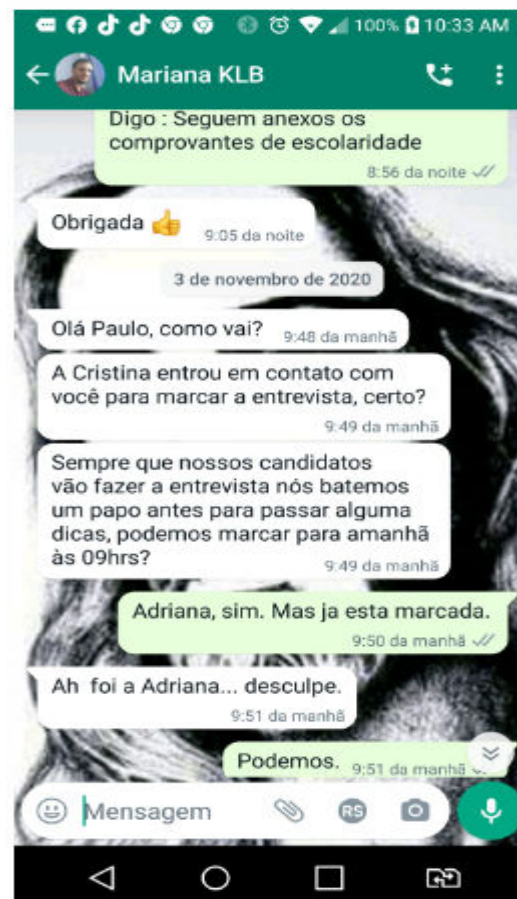 100% 10:33 AM
Mariana KLB
Digo : Seguem anexos os
comprovantes de escolaridade
8:56 da noite
Obrigada 👍 9:05 da noite
3 de novembro de 2020
Olá Paulo, como vai? 9:48 da manhã
A Cristina entrou em contato com
você para marcar a entrevista, certo?
9:49 da manhã
Sempre que nossos candidatos
vão fazer a entrevista nós batemos
um papo antes para passar alguma
dicas, podemos marcar para amanhã
às 09hrs? 9:49 da manhã
Adriana, sim. Mas ja esta marcada.
9:50 da manhã
Ah foi a Adriana... desculpe.
9:51 da manhã
Podemos. 9:51 da manhã
Mensagem RS